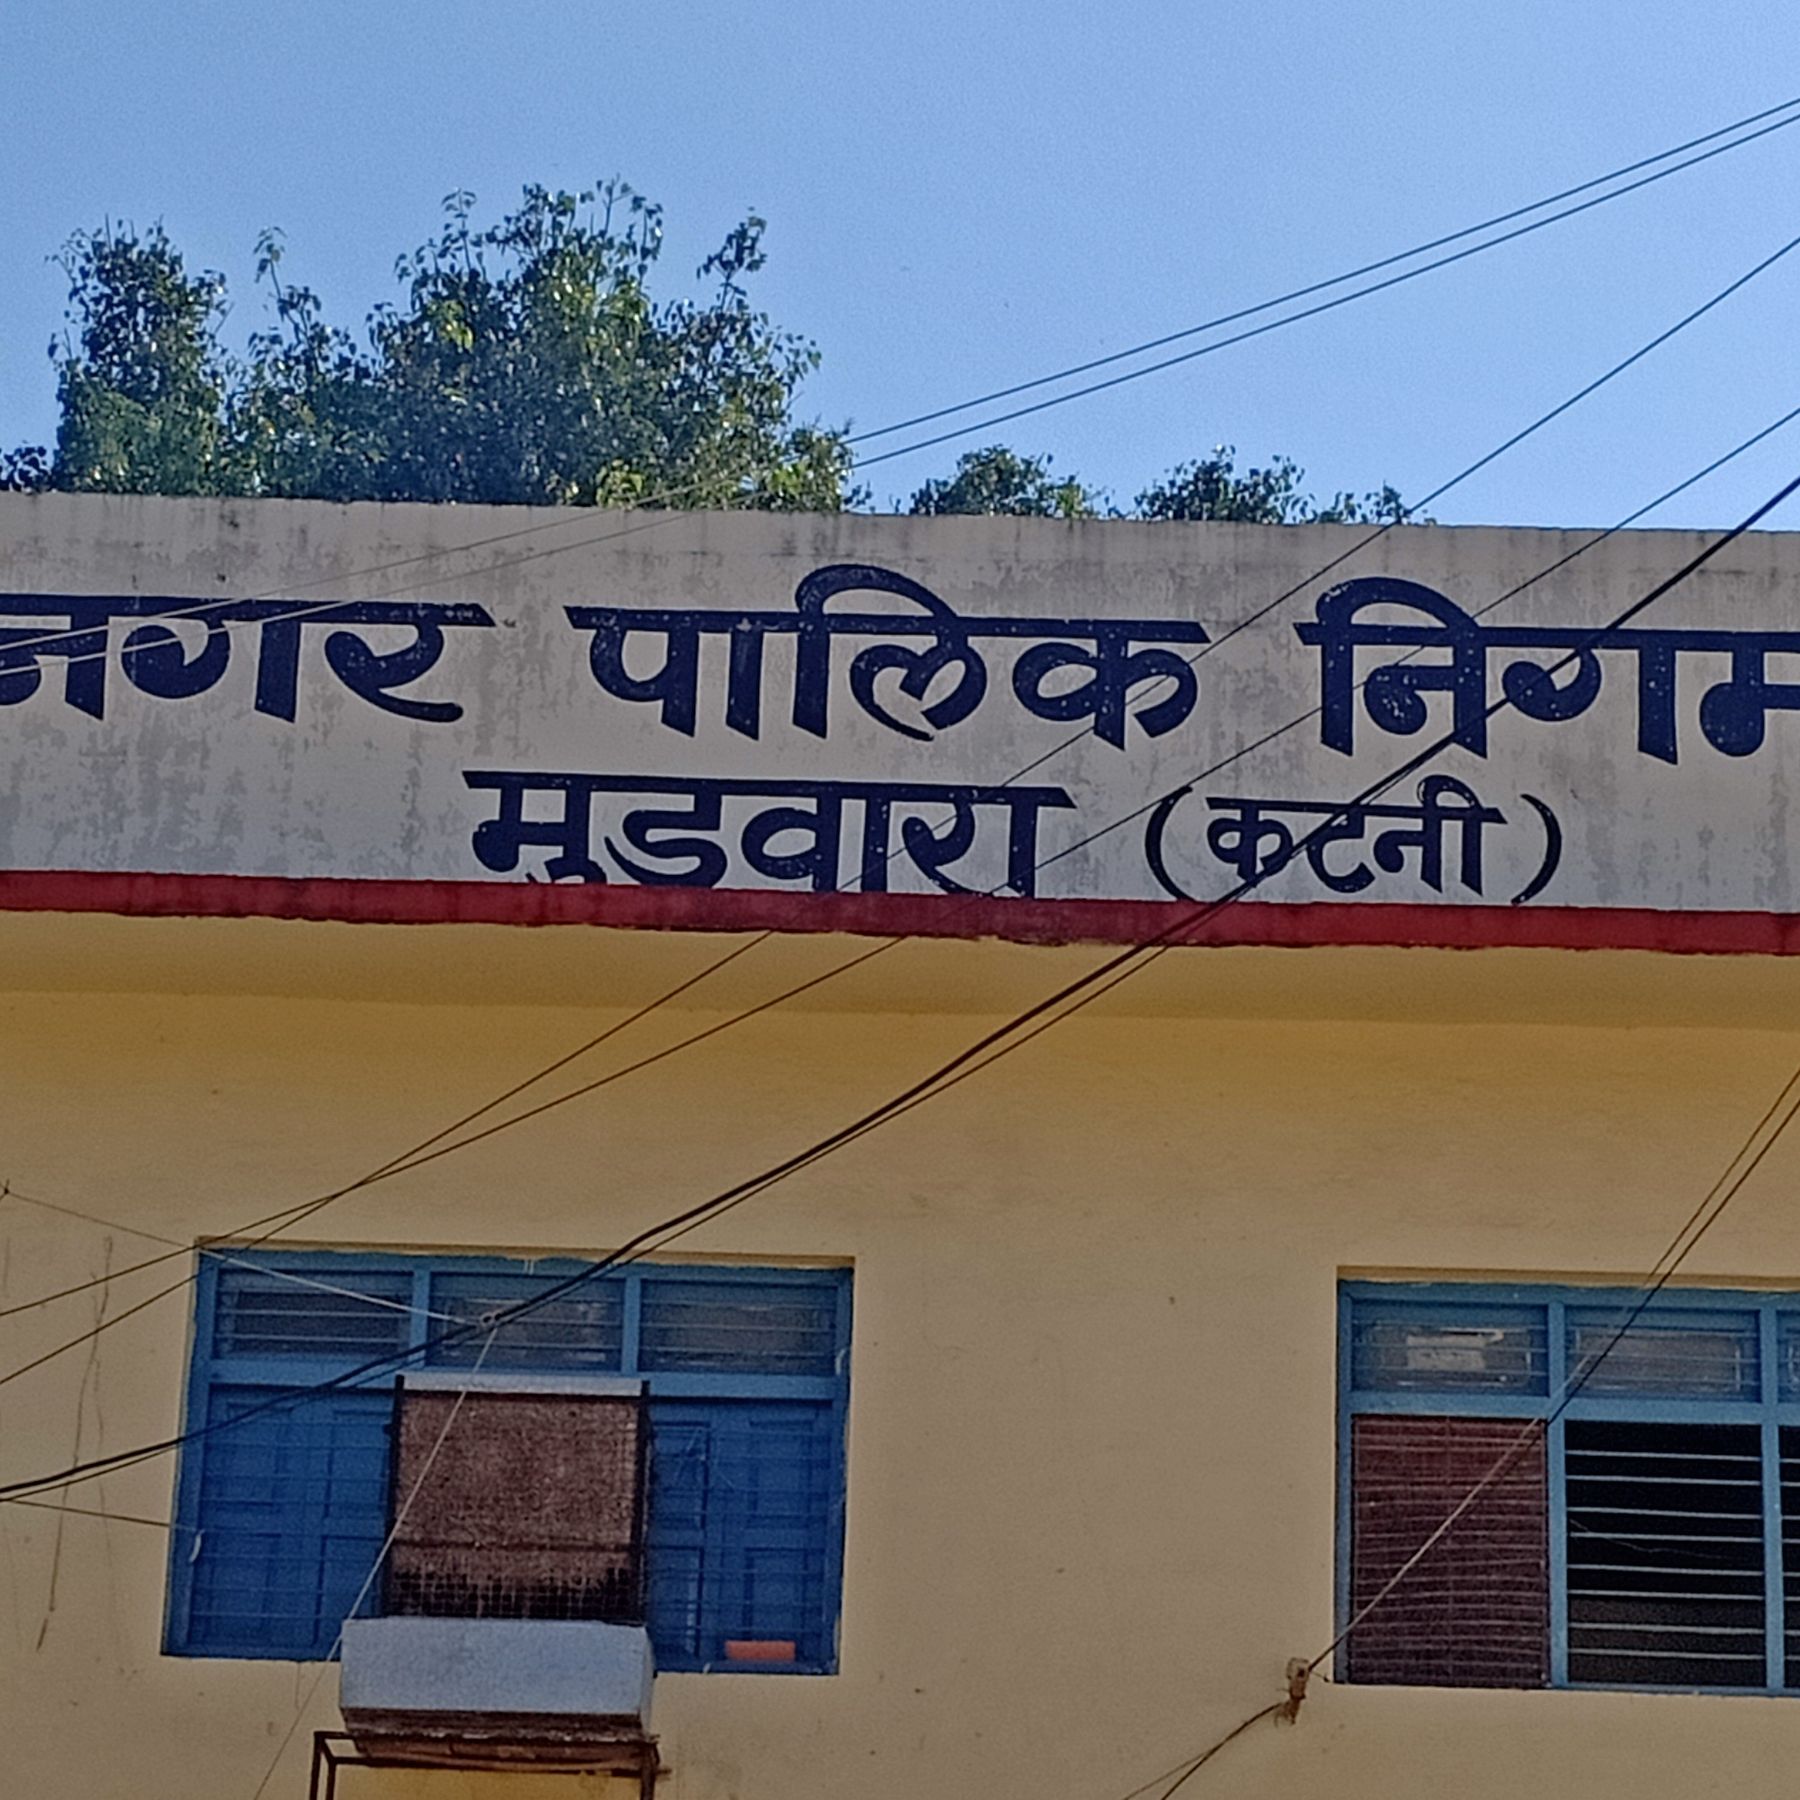 नगर पालिक निगम
मुडवारा (कटनी)